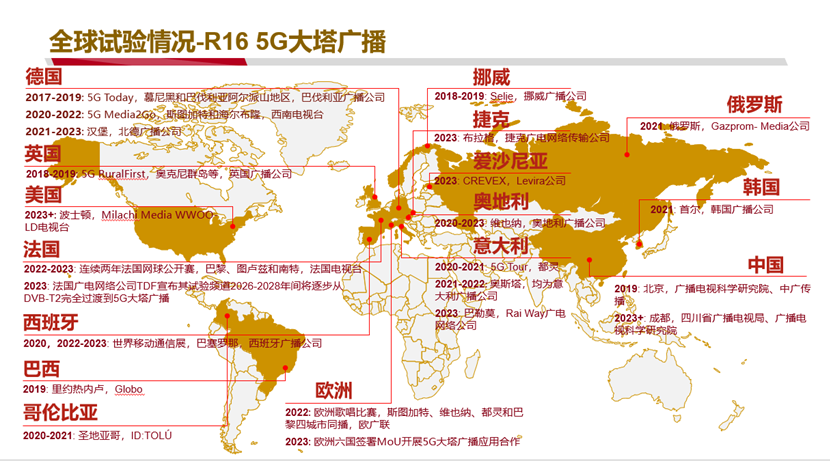 全球试验情况-R16 5G大塔广播
德国
2017-2019: 5G Today，慕尼黑和巴伐利亚阿尔派山地区，巴伐利亚广播公司
2020-2022: 5G Media2Go，斯图加特和海尔布隆，西南电视台
2021-2023: 汉堡，北德广播公司
英国
2018-2019: 5G RuralFirst，奥克尼群岛等，英国广播公司
美国
2023+: 波士顿，Milachi Media WWOO-
LD电视台
法国
2022-2023: 连续两年法国网球公开赛，巴黎、图卢兹和南特，法国电视台
2023: 法国广电网络公司TDF宣布其试验频道2026-2028年间将逐步从
DVB-T2完全过渡到5G大塔广播
西班牙
2020，2022-2023: 世界移动通信展，巴塞罗那，西班牙广播公司
巴西
2019: 里约热内卢，Globo
哥伦比亚
2020-2021: 圣地亚哥，ID:TOLÚ
挪威
2018-2019: Selje，挪威广播公司
捷克
2023: 布拉格，捷克广电网络传输公司
爱沙尼亚
2023: CREVEX，Levira公司
奥地利
2020-2023: 维也纳，奥地利广播公司
意大利
2020-2021: 5G Tour，都灵
2021-2022: 奥斯塔，均为意
大利广播公司
2023: 巴勒莫，Rai Way广电
网络公司
欧洲
2022: 欧洲歌唱比赛，斯图加特、维也纳、都灵和巴
黎四城市同播，欧广联
2023: 欧洲六国签署MoU开展5G大塔广播应用合作
俄罗斯
2021: 俄罗斯，Gazprom- Media公司
韩国
2021: 首尔，韩国广播公司
中国
2019: 北京，广播电视科学研究院、中广传
播
2023+: 成都，四川省广播电视局、广播电
视科学研究院